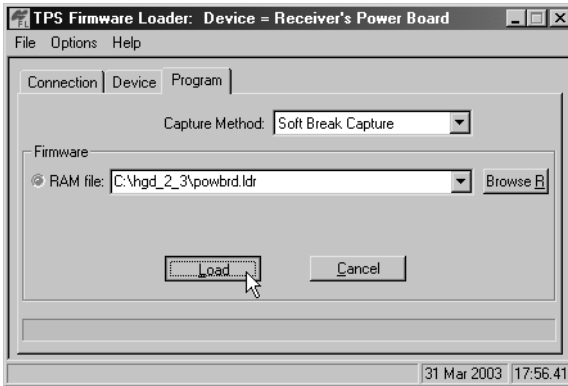 TPS Firmware Loader: Device = Receiver's Power Board
File Options Help
Connection Device Program
Capture Method: Soft Break Capture
Firmware
RAM file: C:\hgd_2_3\powbrd.ldr Browse R
Load Cancel
31 Mar 2003 17:56.41